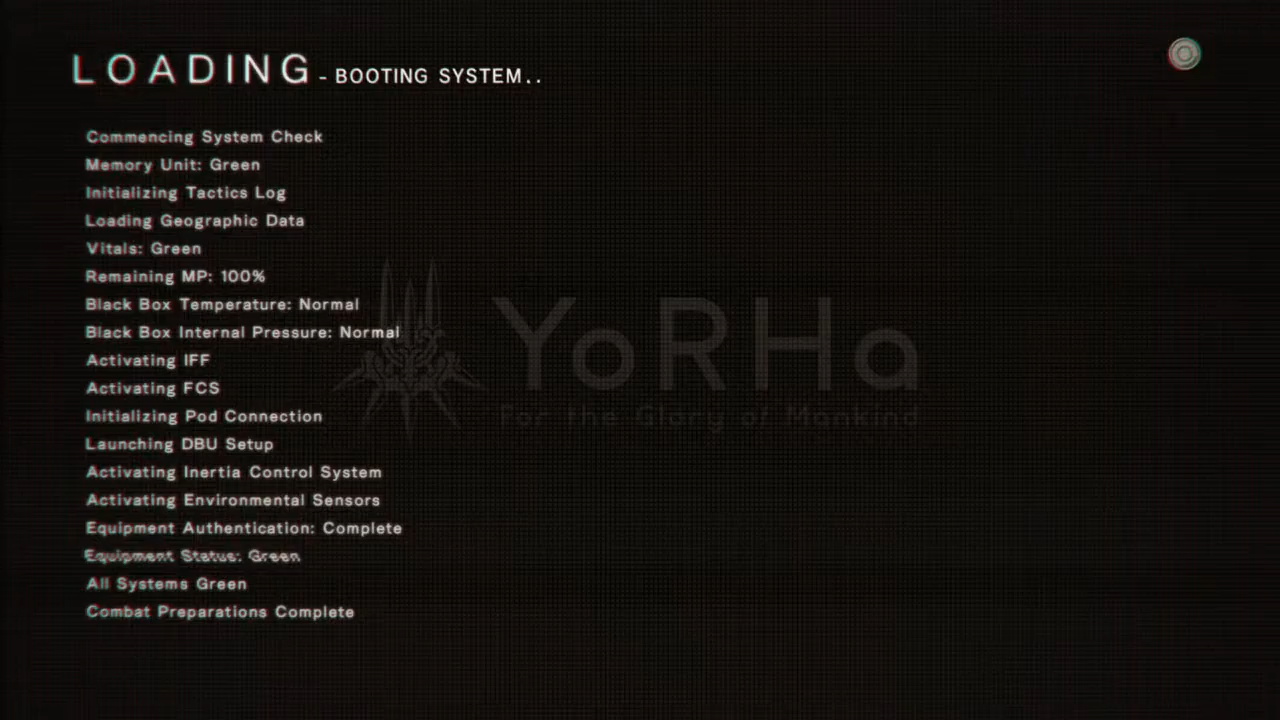 LOADING - BOOTING SYSTEM..
Commencing System Check
Memory Unit: Green
Initializing Tactics Log
Loading Geographic Data
Vitals: Green
Remaining MP: 100%
Black Box Temperature: Normal
Black Box Internal Pressure: Normal
Activating IFF
Activating FCS
Initializing Pod Connection
Launching DBU Setup
Activating Inertia Control System
Activating Environmental Sensors
Equipment Authentication: Complete
Equipment Status: Green
All Systems Green
Combat Preparations Complete
YoRHa
For the Glory of Mankind